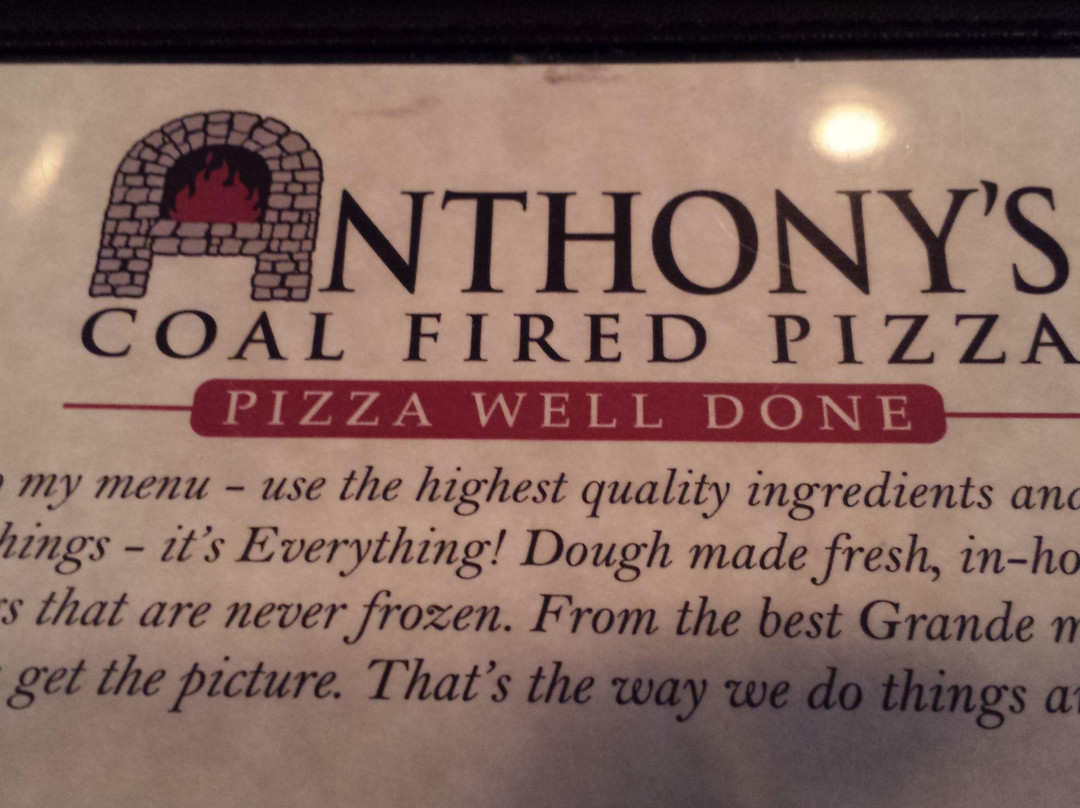 ANTHONY'S
COAL FIRED PIZZA
PIZZA WELL DONE
my menu - use the highest quality ingredients and
things - it's Everything! Dough made fresh, in-ho
s that are never frozen. From the best Grande m
get the picture. That's the way we do things a